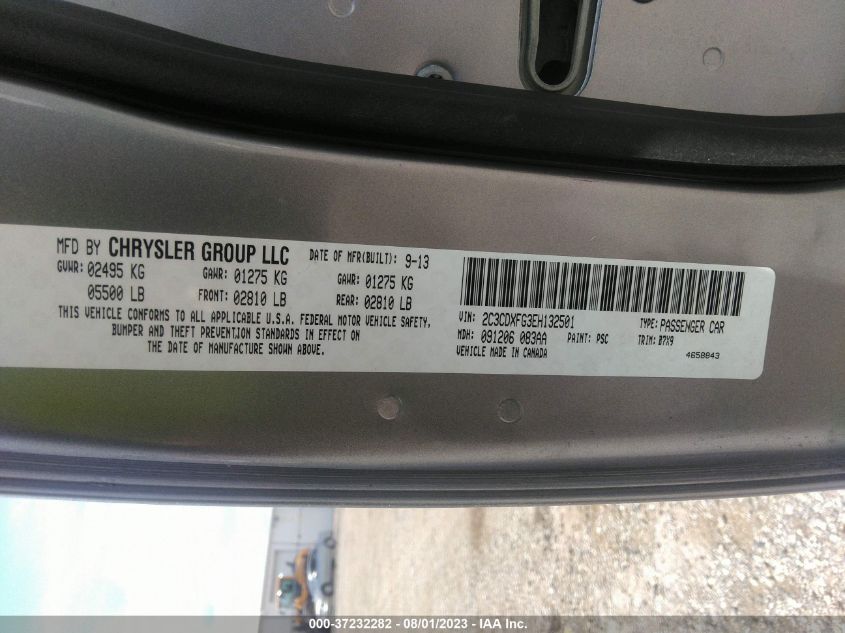 MFD BY CHRYSLER GROUP LLC DATE OF MFR(BUILT): 9-13
GVWR: 02495 KG GAWR: 01275 KG GAWR: 01275 KG
05500 LB FRONT: 02810 LB REAR: 02810 LB
THIS VEHICLE CONFORMS TO ALL APPLICABLE U.S.A. FEDERAL MOTOR VEHICLE SAFETY,
BUMPER AND THEFT PREVENTION STANDARDS IN EFFECT ON
THE DATE OF MANUFACTURE SHOWN ABOVE.
VIN: 2C3CDXFG3EH132501 TYPE: PASSENGER CAR
MDH: 091206 083AA PAINT: PSC TRIM: B7X9
VEHICLE MADE IN CANADA 4658843
000-37232282 - 08/01/2023 - IAA Inc.